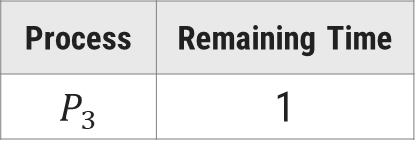 Process Remaining Time
P₃ 1